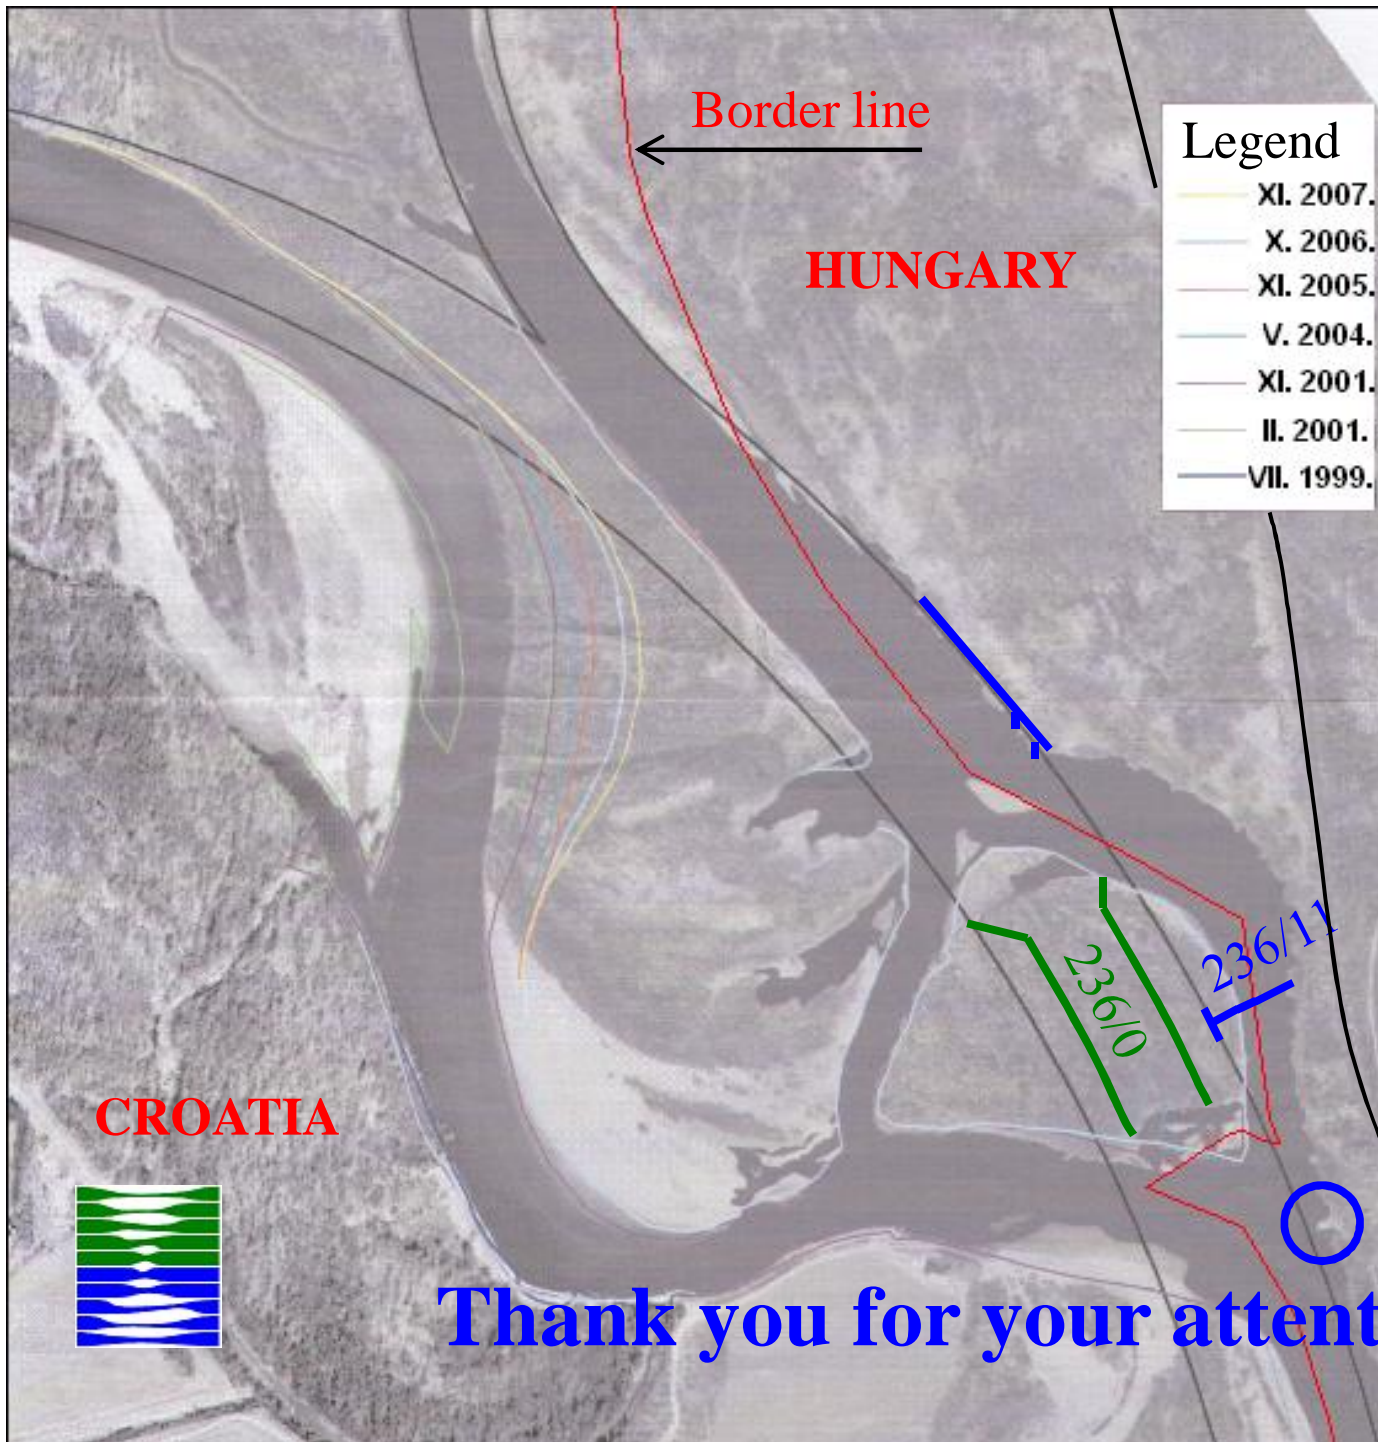 Border line
Legend
XI. 2007.
X. 2006.
XI. 2005.
V. 2004.
XI. 2001.
II. 2001.
VII. 1999.
HUNGARY
236/11
236/0
CROATIA
Thank you for your attent